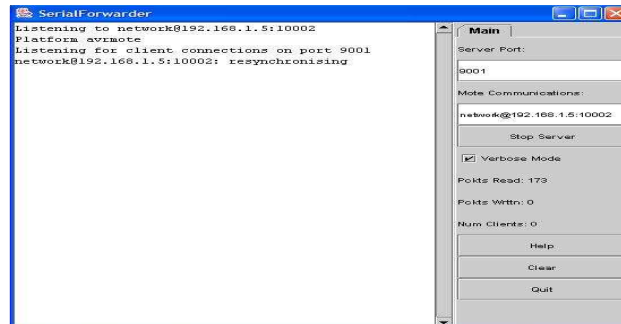 SerialForwarder
Listening to network@192.168.1.5:10002
Platform avrmote
Listening for client connections on port 9001
network@192.168.1.5:10002: resynchronising
Main
Server Port:
9001
Mote Communications:
network@192.168.1.5:10002
Stop Server
Verbose Mode
Pckts Read: 173
Pckts Wrttn: 0
Num Clients: 0
Help
Clear
Quit